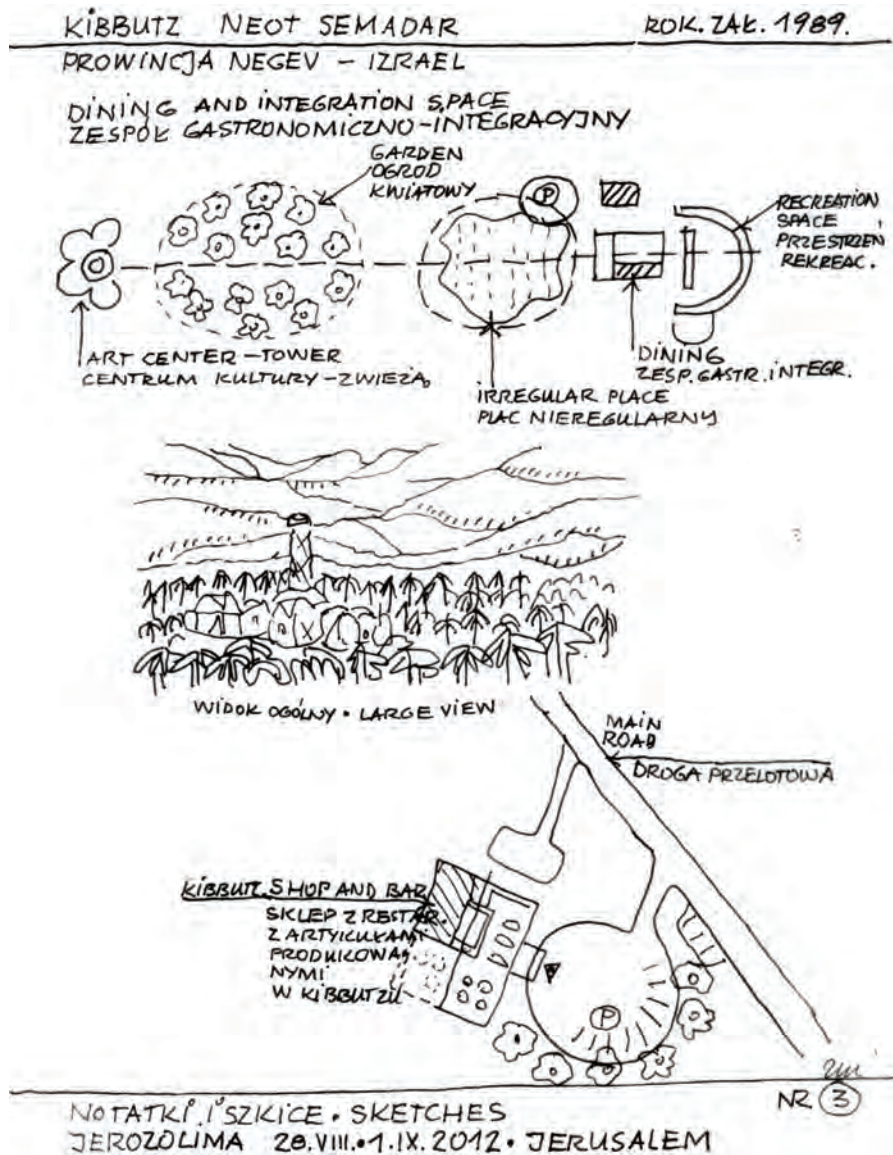 KIBBUTZ NEOT SEMADAR
ROK. ZAŁ. 1989.
PROWINCJA NEGEV – IZRAEL
DINING AND INTEGRATION SPACE
ZESPÓŁ GASTRONOMICZNO-INTEGRACYJNY
GARDEN
OGROD
KWIATOWY
P
RECREATION
SPACE
PRZESTRZEŃ
REKREAC.
ART CENTER – TOWER
CENTRUM KULTURY – ZWIEŻA
DINING
ZESP. GASTR. INTEGR.
IRREGULAR PLACE
PLAC NIEREGULARNY
WIDOK OGÓLNY • LARGE VIEW
MAIN
ROAD
DROGA PRZELOTOWA
KIBBUTZ SHOP AND BAR
SKLEP Z RESTAR.
Z ARTYKUŁAMI
PRODUKOWA-
NYMI
W KIBBUTZU
P
NR 3
NOTATKI I SZKICE • SKETCHES
JEROZOLIMA 28.VIII.•1.IX.2012• JERUSALEM